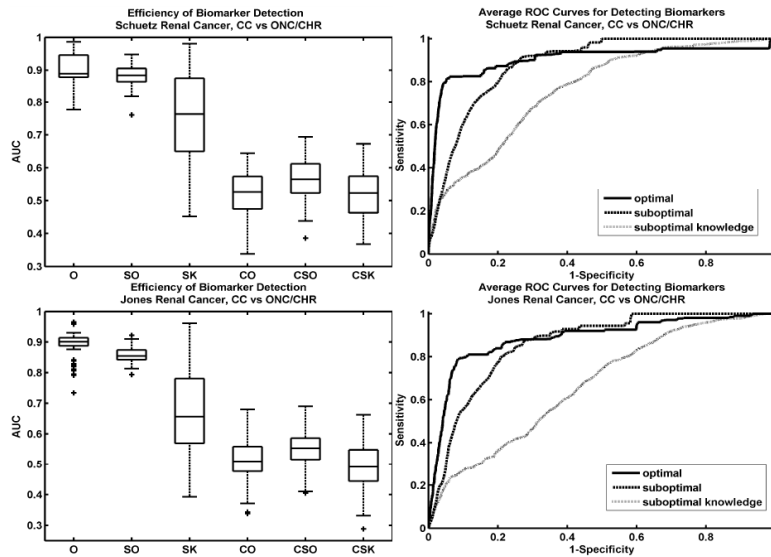 Efficiency of Biomarker Detection
Schuetz Renal Cancer, CC vs ONC/CHR
AUC
1
0.9
0.8
0.7
0.6
0.5
0.4
0.3
O SO SK CO CSO CSK
Average ROC Curves for Detecting Biomarkers
Schuetz Renal Cancer, CC vs ONC/CHR
Sensitivity
1
0.8
0.6
0.4
0.2
0
0 0.2 0.4 0.6 0.8
1-Specificity
optimal
suboptimal
suboptimal knowledge
Efficiency of Biomarker Detection
Jones Renal Cancer, CC vs ONC/CHR
AUC
1
0.9
0.8
0.7
0.6
0.5
0.4
0.3
O SO SK CO CSO CSK
Average ROC Curves for Detecting Biomarkers
Jones Renal Cancer, CC vs ONC/CHR
Sensitivity
1
0.8
0.6
0.4
0.2
0
0 0.2 0.4 0.6 0.8
1-Specificity
optimal
suboptimal
suboptimal knowledge